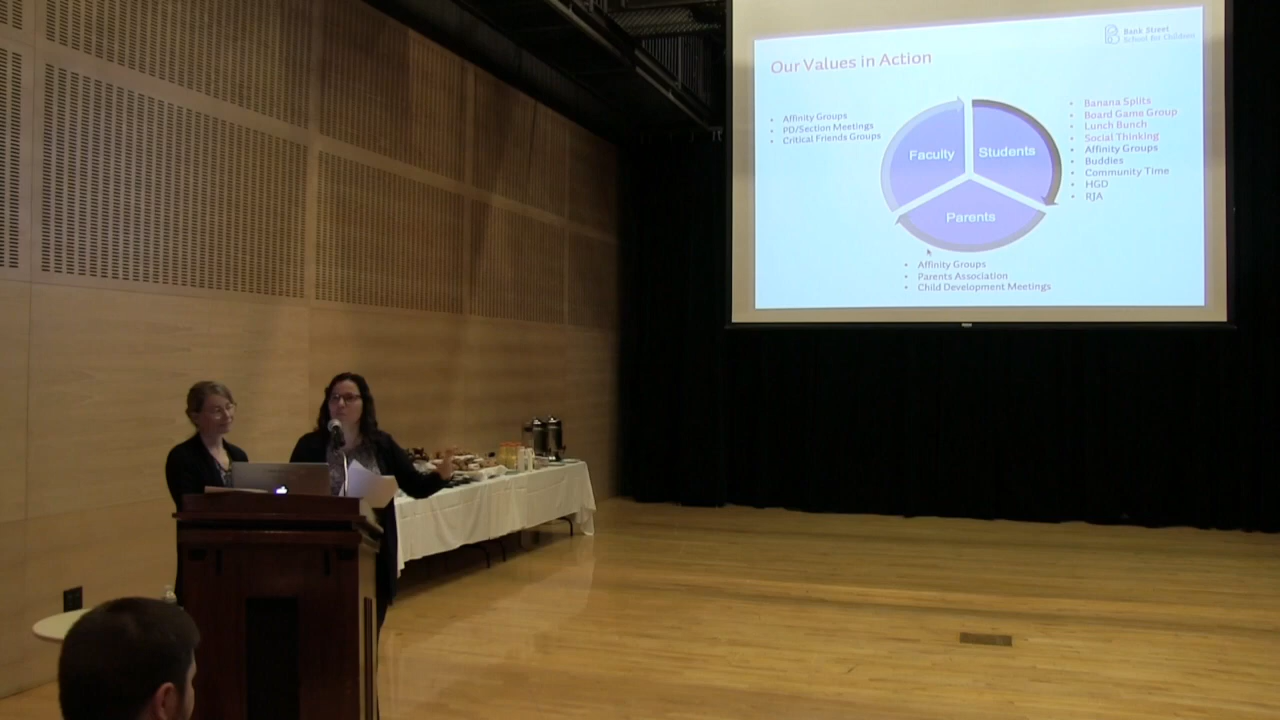 Bank Street
School for Children
Our Values in Action
• Affinity Groups
• PD/Section Meetings
• Critical Friends Groups
Faculty
Students
Parents
• Banana Splits
• Board Game Group
• Lunch Bunch
• Social Thinking
• Affinity Groups
• Buddies
• Community Time
• HGD
• RJA
• Affinity Groups
• Parents Association
• Child Development Meetings